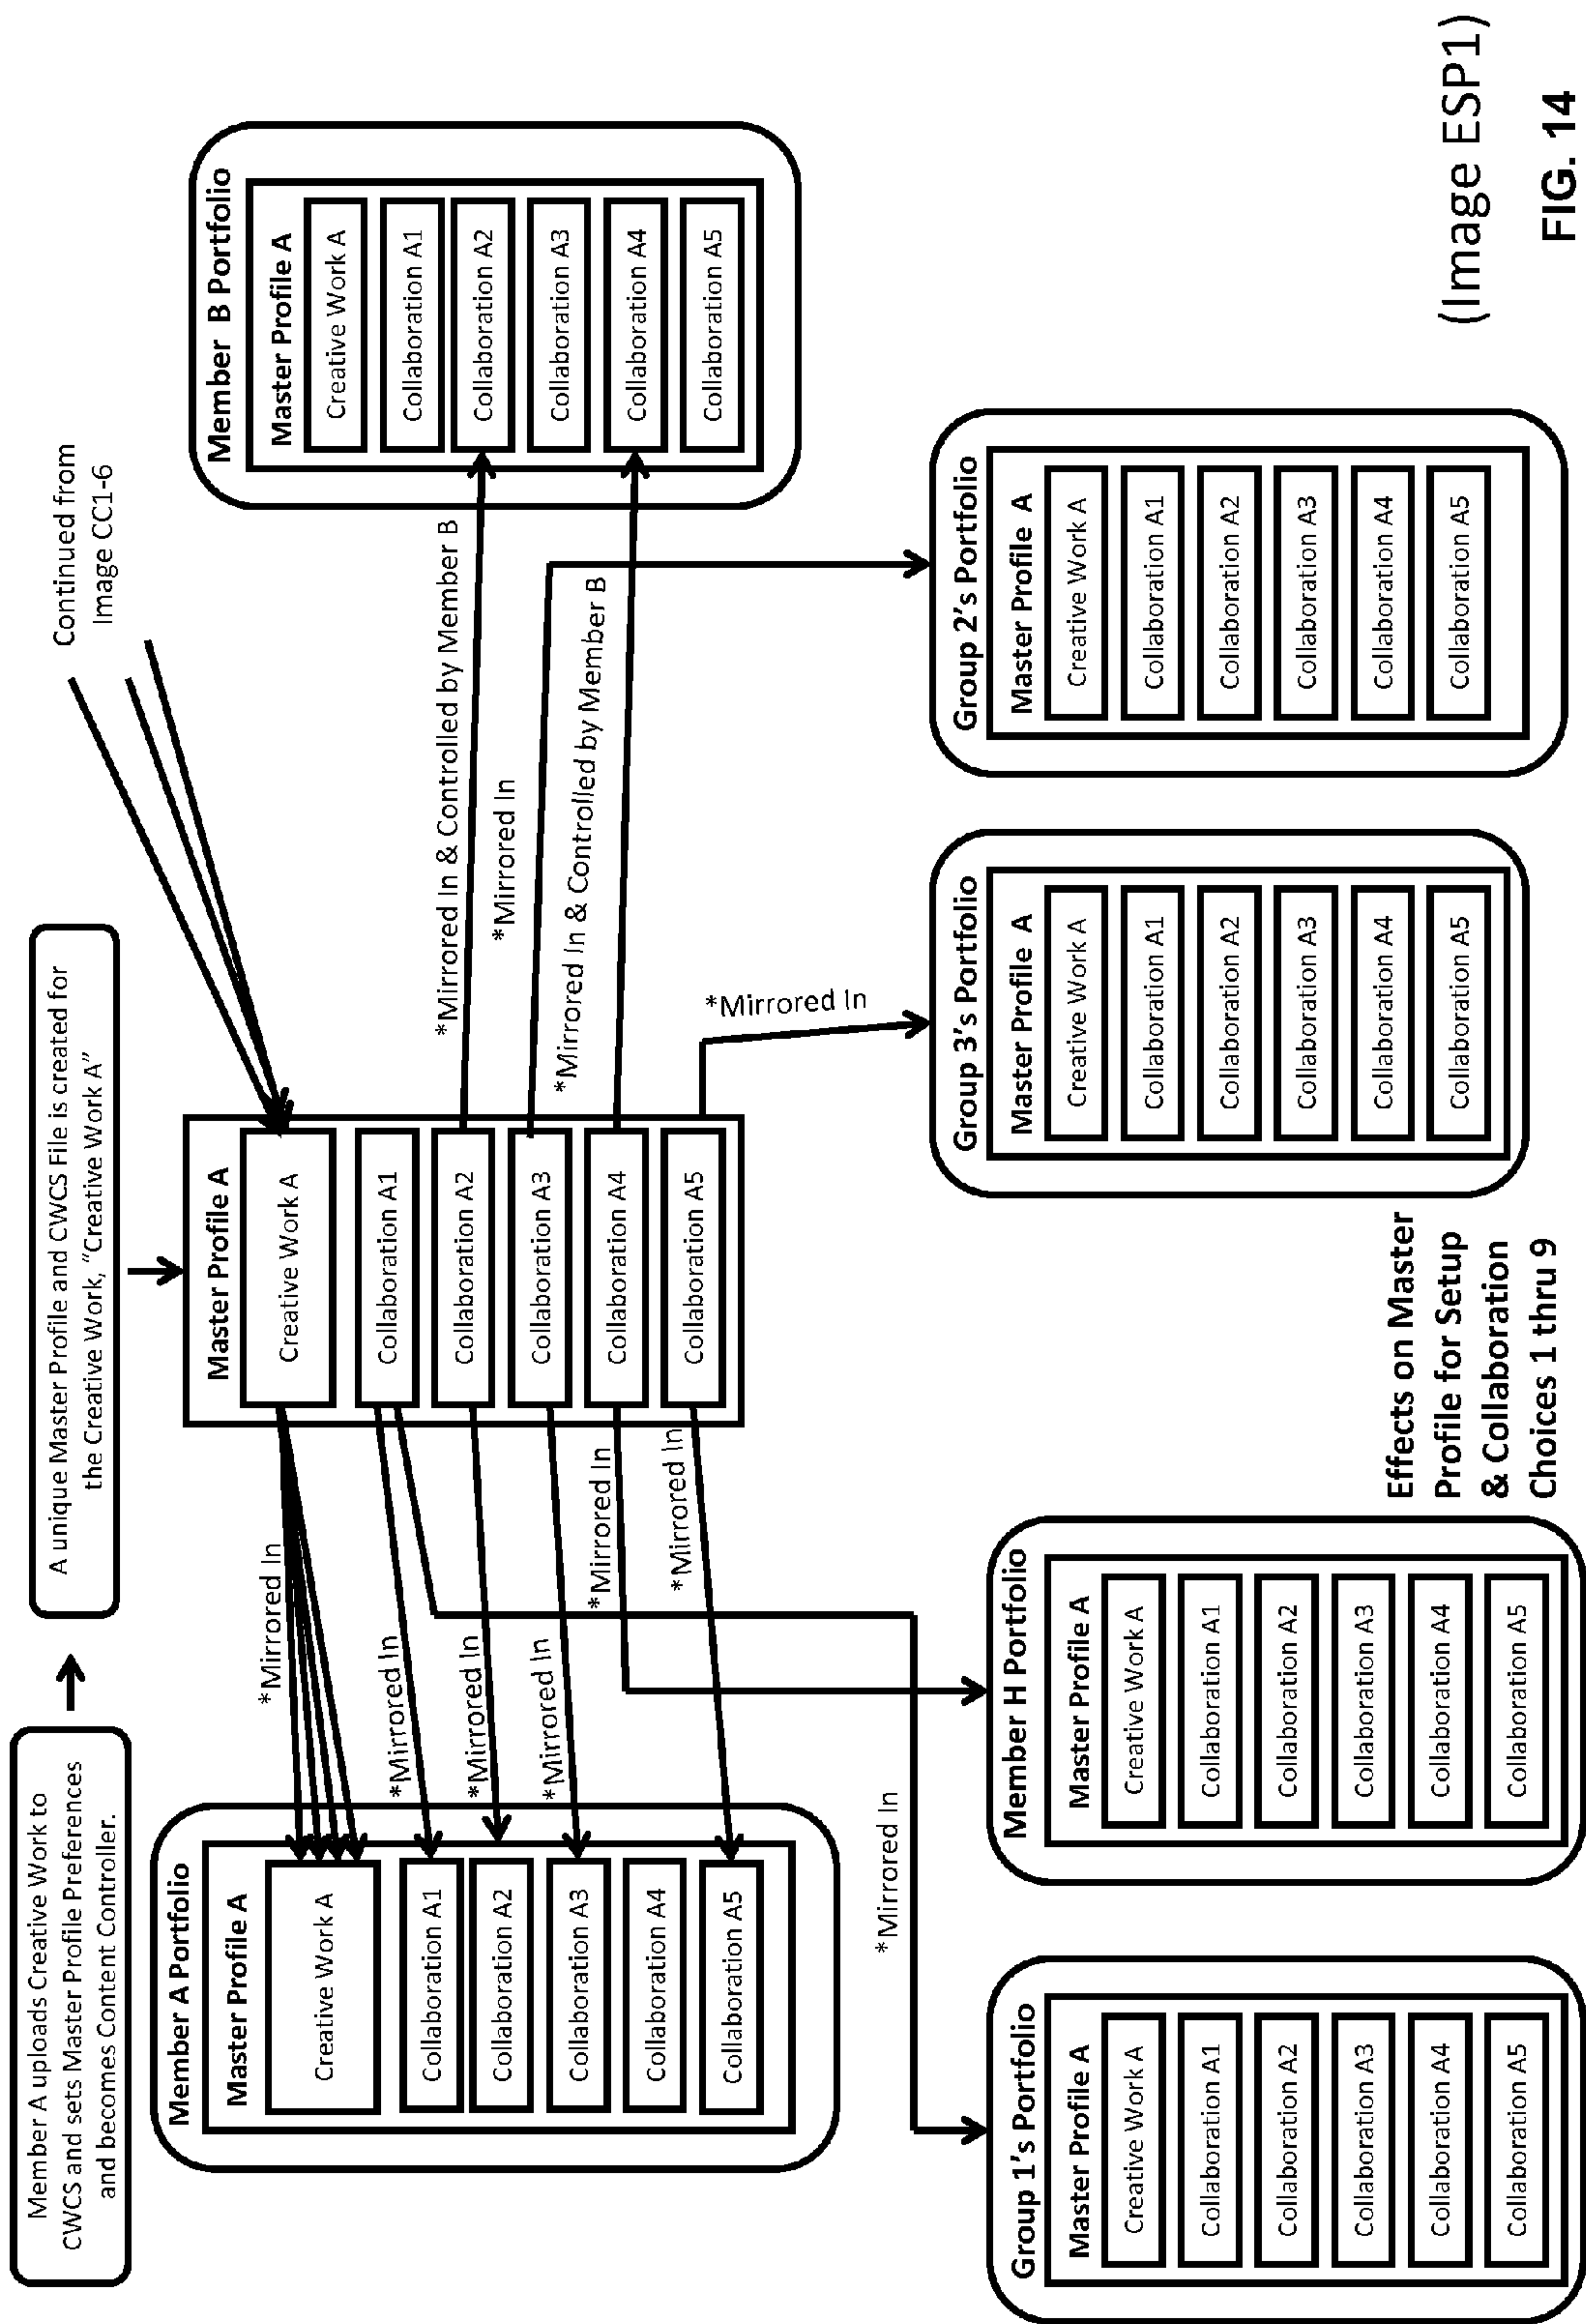 Member A uploads Creative Work to
CWCS and sets Master Profile Preferences
and becomes Content Controller.
A unique Master Profile and CWCS File is created for
the Creative Work, “Creative Work A”
Continued from
Image CC1-6
Member A Portfolio
Master Profile A
Creative Work A
Collaboration A1
Collaboration A2
Collaboration A3
Collaboration A4
Collaboration A5
*Mirrored In
*Mirrored In
*Mirrored In
*Mirrored In
*Mirrored In
*Mirrored In
*Mirrored In
Master Profile A
Creative Work A
Collaboration A1
Collaboration A2
Collaboration A3
Collaboration A4
Collaboration A5
*Mirrored In & Controlled by Member B
*Mirrored In
*Mirrored In & Controlled by Member B
*Mirrored In
Member B Portfolio
Master Profile A
Creative Work A
Collaboration A1
Collaboration A2
Collaboration A3
Collaboration A4
Collaboration A5
Group 1’s Portfolio
Master Profile A
Creative Work A
Collaboration A1
Collaboration A2
Collaboration A3
Collaboration A4
Collaboration A5
Member H Portfolio
Master Profile A
Creative Work A
Collaboration A1
Collaboration A2
Collaboration A3
Collaboration A4
Collaboration A5
Effects on Master
Profile for Setup
& Collaboration
Choices 1 thru 9
Group 3’s Portfolio
Master Profile A
Creative Work A
Collaboration A1
Collaboration A2
Collaboration A3
Collaboration A4
Collaboration A5
Group 2’s Portfolio
Master Profile A
Creative Work A
Collaboration A1
Collaboration A2
Collaboration A3
Collaboration A4
Collaboration A5
(Image ESP1)
FIG. 14